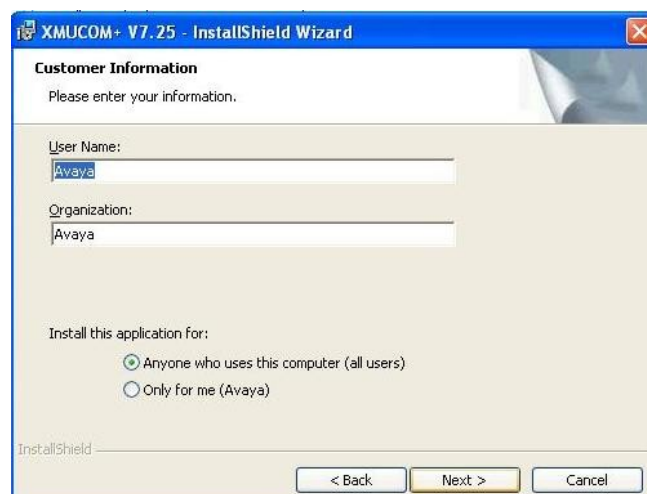 XMUCOM+ V7.25 - InstallShield Wizard
Customer Information
Please enter your information.
User Name:
Avaya
Organization:
Avaya
Install this application for:
Anyone who uses this computer (all users)
Only for me (Avaya)
InstallShield
< Back Next > Cancel